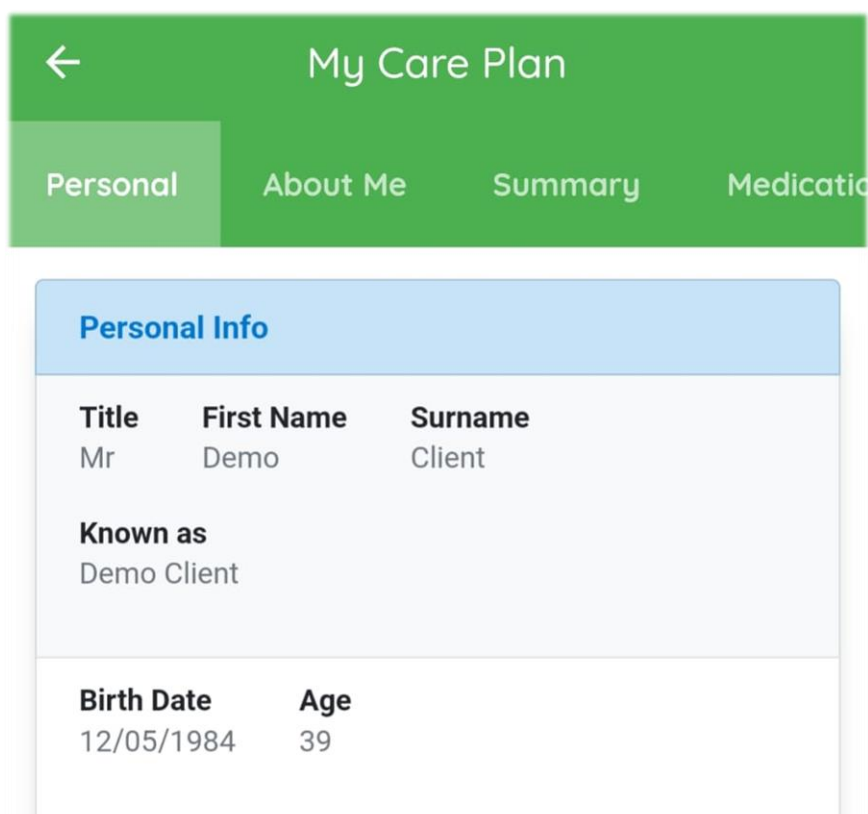 My Care Plan
Personal About Me Summary Medicatio
Personal Info
Title First Name Surname
Mr Demo Client
Known as
Demo Client
Birth Date Age
12/05/1984 39